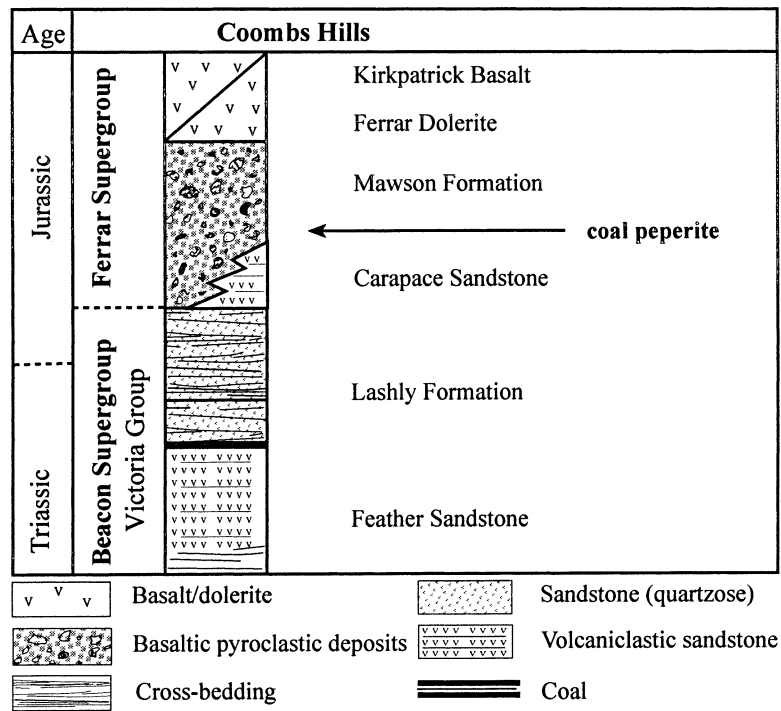 Age
Coombs Hills
Jurassic
Triassic
Ferrar Supergroup
Beacon Supergroup
Victoria Group
Kirkpatrick Basalt
Ferrar Dolerite
Mawson Formation
coal peperite
Carapace Sandstone
Lashly Formation
Feather Sandstone
Basalt/dolerite
Sandstone (quartzose)
Basaltic pyroclastic deposits
Volcaniclastic sandstone
Cross-bedding
Coal